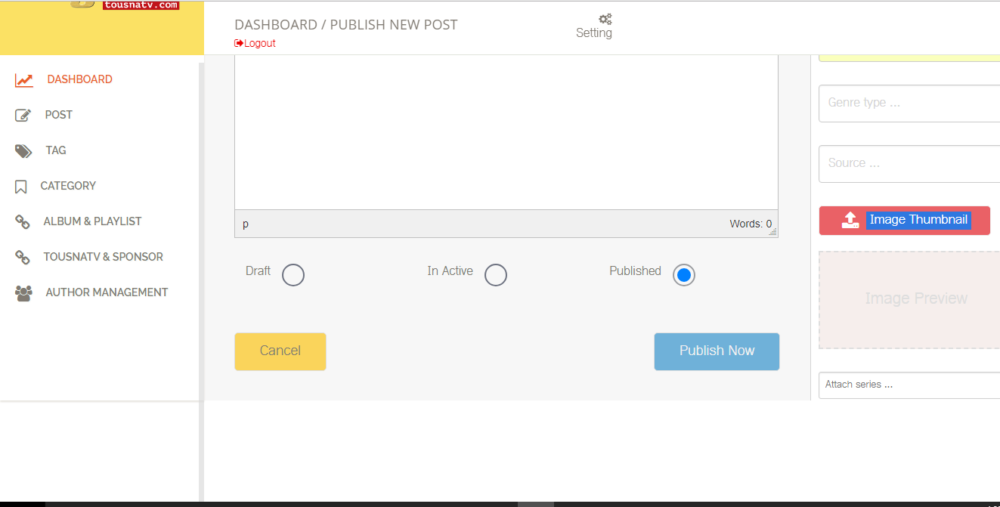 tousnatv.com
DASHBOARD / PUBLISH NEW POST
Logout
Setting
DASHBOARD
POST
TAG
CATEGORY
ALBUM & PLAYLIST
TOUSNATV & SPONSOR
AUTHOR MANAGEMENT
p
Words: 0
Draft
In Active
Published
Cancel
Publish Now
Genre type ...
Source ...
Image Thumbnail
Image Preview
Attach series ...